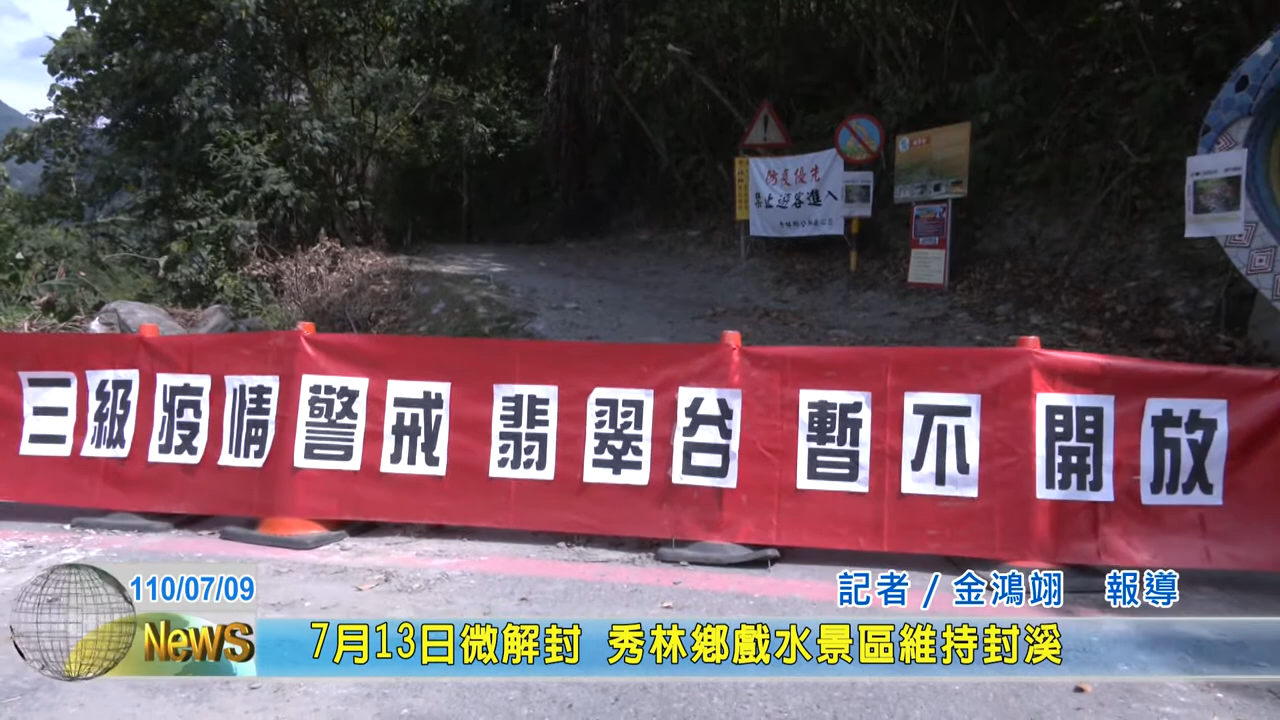 防疫優先
禁止遊客進入
三級疫情警戒 翡翠谷 暫不開放
110/07/09
記者/金鴻翊 報導
News
7月13日微解封 秀林鄉戲水景區維持封溪